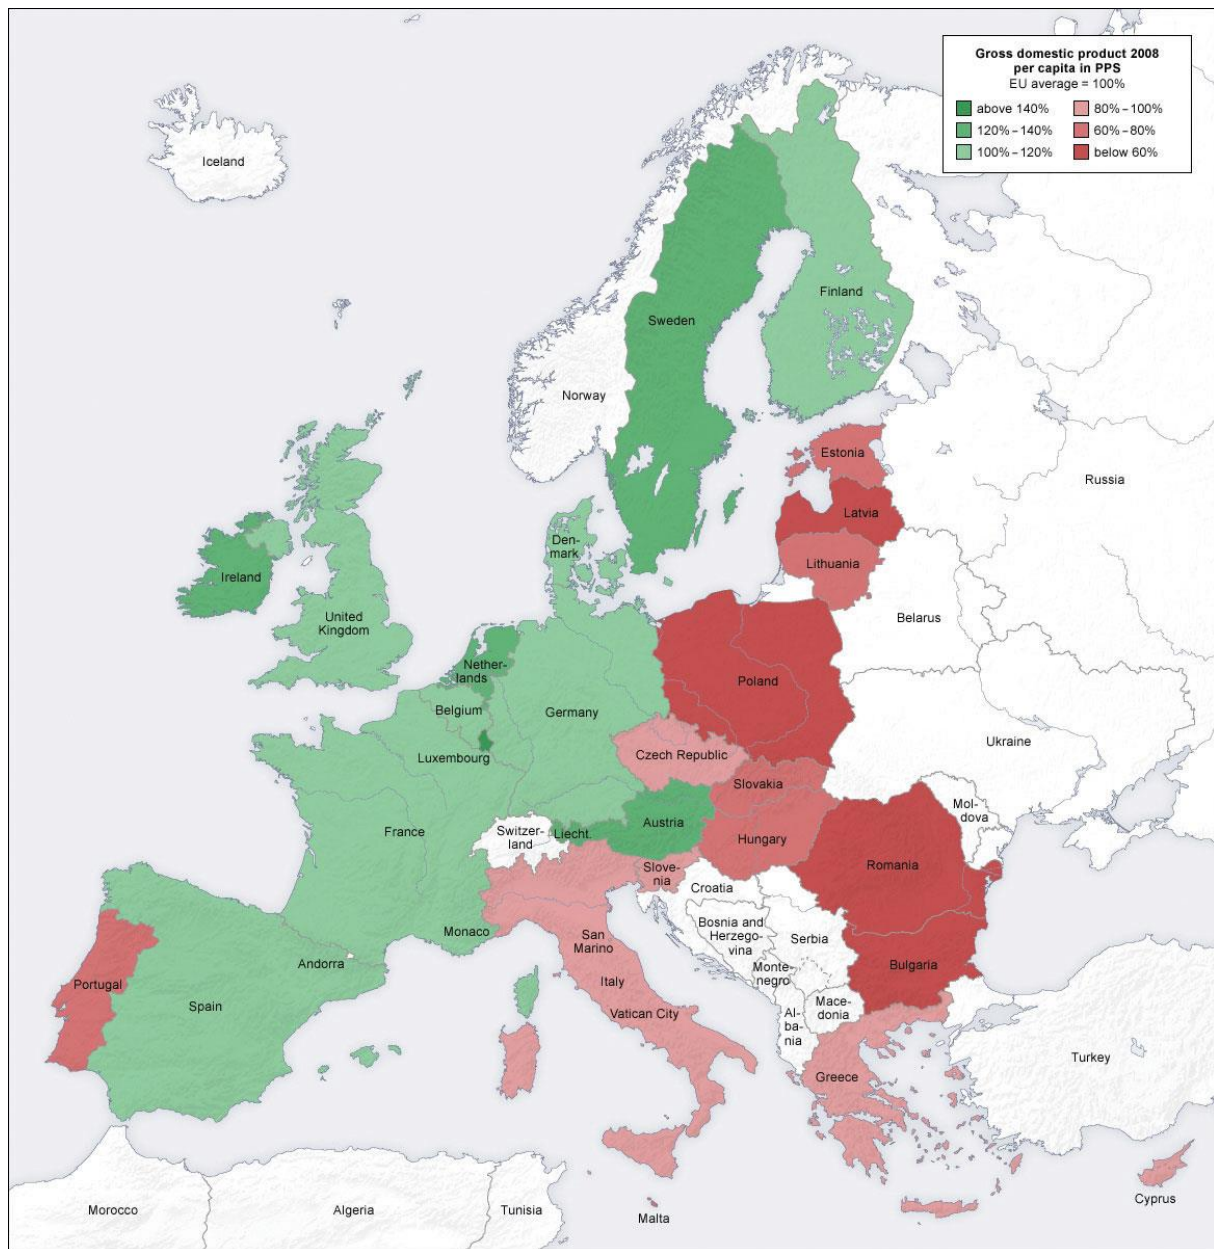 Gross domestic product 2008
per capita in PPS
EU average = 100%
above 140%
80% – 100%
120% – 140%
60% – 80%
100% – 120%
below 60%
Iceland
Finland
Sweden
Norway
Estonia
Russia
Latvia
Den-
mark
Lithuania
Ireland
United
Kingdom
Belarus
Nether-
lands
Poland
Belgium
Germany
Ukraine
Czech Republic
Luxembourg
Slovakia
Mol-
dova
Austria
France
Switzer-
land
Liecht.
Hungary
Romania
Slove-
nia
Croatia
Bosnia and
Herzego-
vina
Monaco
San
Marino
Serbia
Andorra
Bulgaria
Monte-
negro
Portugal
Italy
Spain
Vatican City
Mace-
donia
Al-
ba-
nia
Turkey
Greece
Cyprus
Morocco
Algeria
Tunisia
Malta